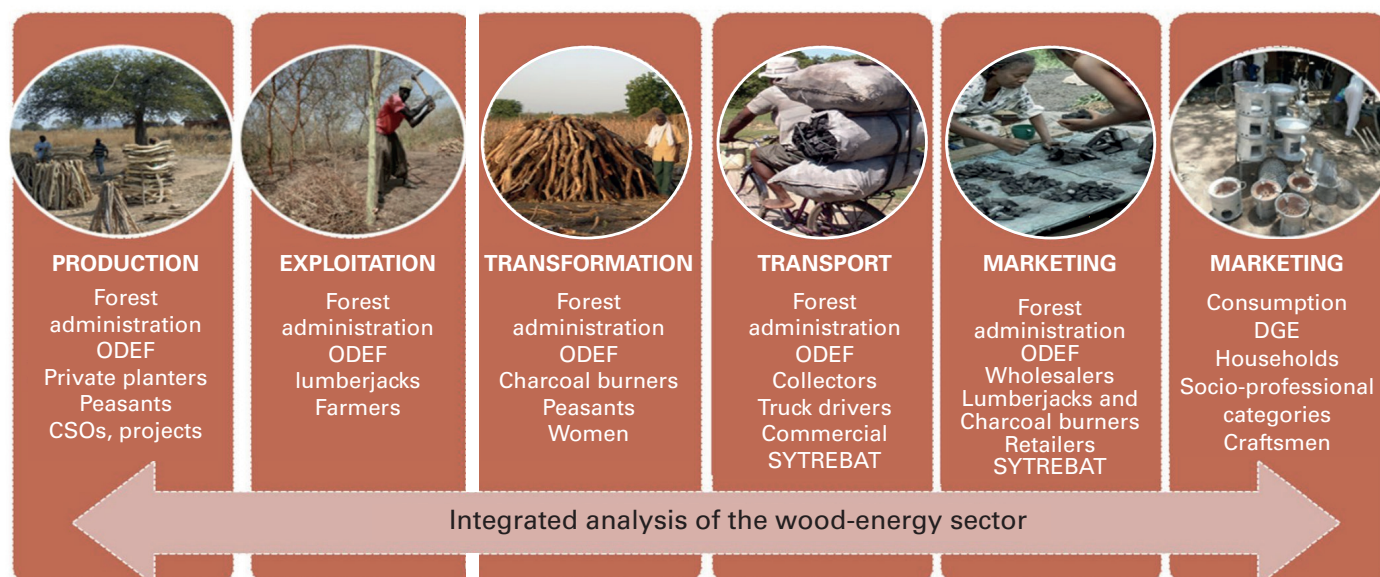 PRODUCTION
Forest
administration
ODEF
Private planters
Peasants
CSOs, projects
EXPLOITATION
Forest
administration
ODEF
lumberjacks
Farmers
TRANSFORMATION
Forest
administration
ODEF
Charcoal burners
Peasants
Women
TRANSPORT
Forest
administration
ODEF
Collectors
Truck drivers
Commercial
SYTREBAT
MARKETING
Forest
administration
ODEF
Wholesalers
Lumberjacks and
Charcoal burners
Retailers
SYTREBAT
MARKETING
Consumption
DGE
Households
Socio-professional
categories
Craftsmen
Integrated analysis of the wood-energy sector